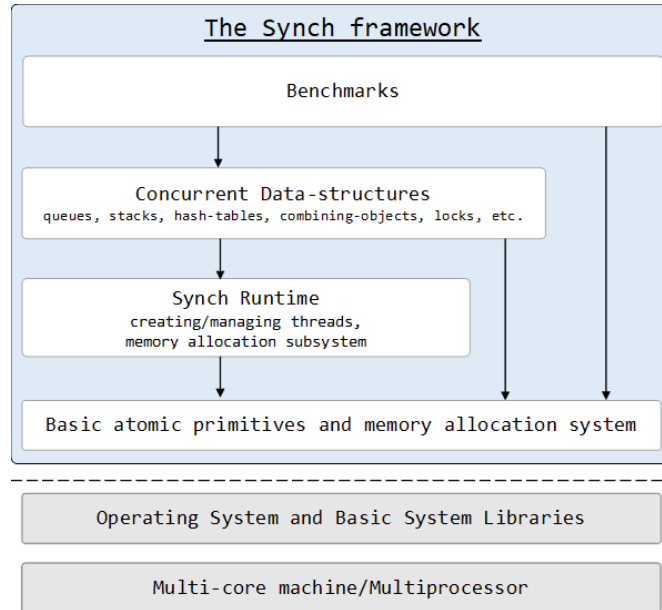 The Synch framework
Benchmarks
Concurrent Data-structures
queues, stacks, hash-tables, combining-objects, locks, etc.
Synch Runtime
creating/managing threads,
memory allocation subsystem
Basic atomic primitives and memory allocation system
Operating System and Basic System Libraries
Multi-core machine/Multiprocessor